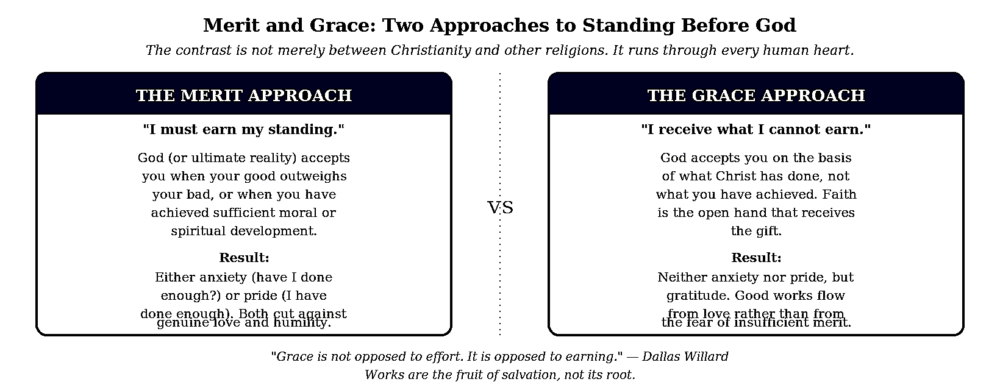 Merit and Grace: Two Approaches to Standing Before God
The contrast is not merely between Christianity and other religions. It runs through every human heart.
THE MERIT APPROACH
"I must earn my standing."
God (or ultimate reality) accepts
you when your good outweighs
your bad, or when you have
achieved sufficient moral or
spiritual development.
Result:
Either anxiety (have I done
enough?) or pride (I have
done enough). Both cut against
genuine love and humility.
VS
THE GRACE APPROACH
"I receive what I cannot earn."
God accepts you on the basis
of what Christ has done, not
what you have achieved. Faith
is the open hand that receives
the gift.
Result:
Neither anxiety nor pride, but
gratitude. Good works flow
from love rather than from
the fear of insufficient merit.
"Grace is not opposed to effort. It is opposed to earning." — Dallas Willard
Works are the fruit of salvation, not its root.